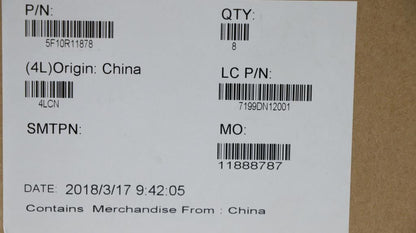 P/N:
QTY:
5F10R11878
8
(4L)Origin: China
LC P/N:
4LCN
7199DN12001
SMTPN:
MO:
11888787
DATE: 2018/3/17 9:42:05
Contains Merchandise From : China